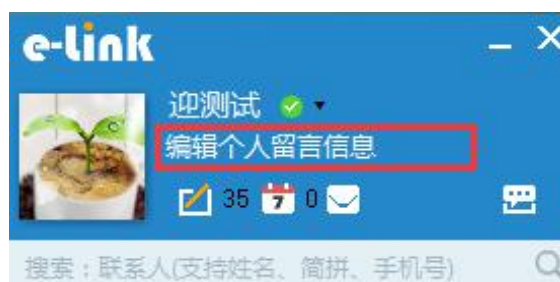 e-link
迎测试
编辑个人留言信息
35 7 0
搜索：联系人(支持姓名、简拼、手机号)